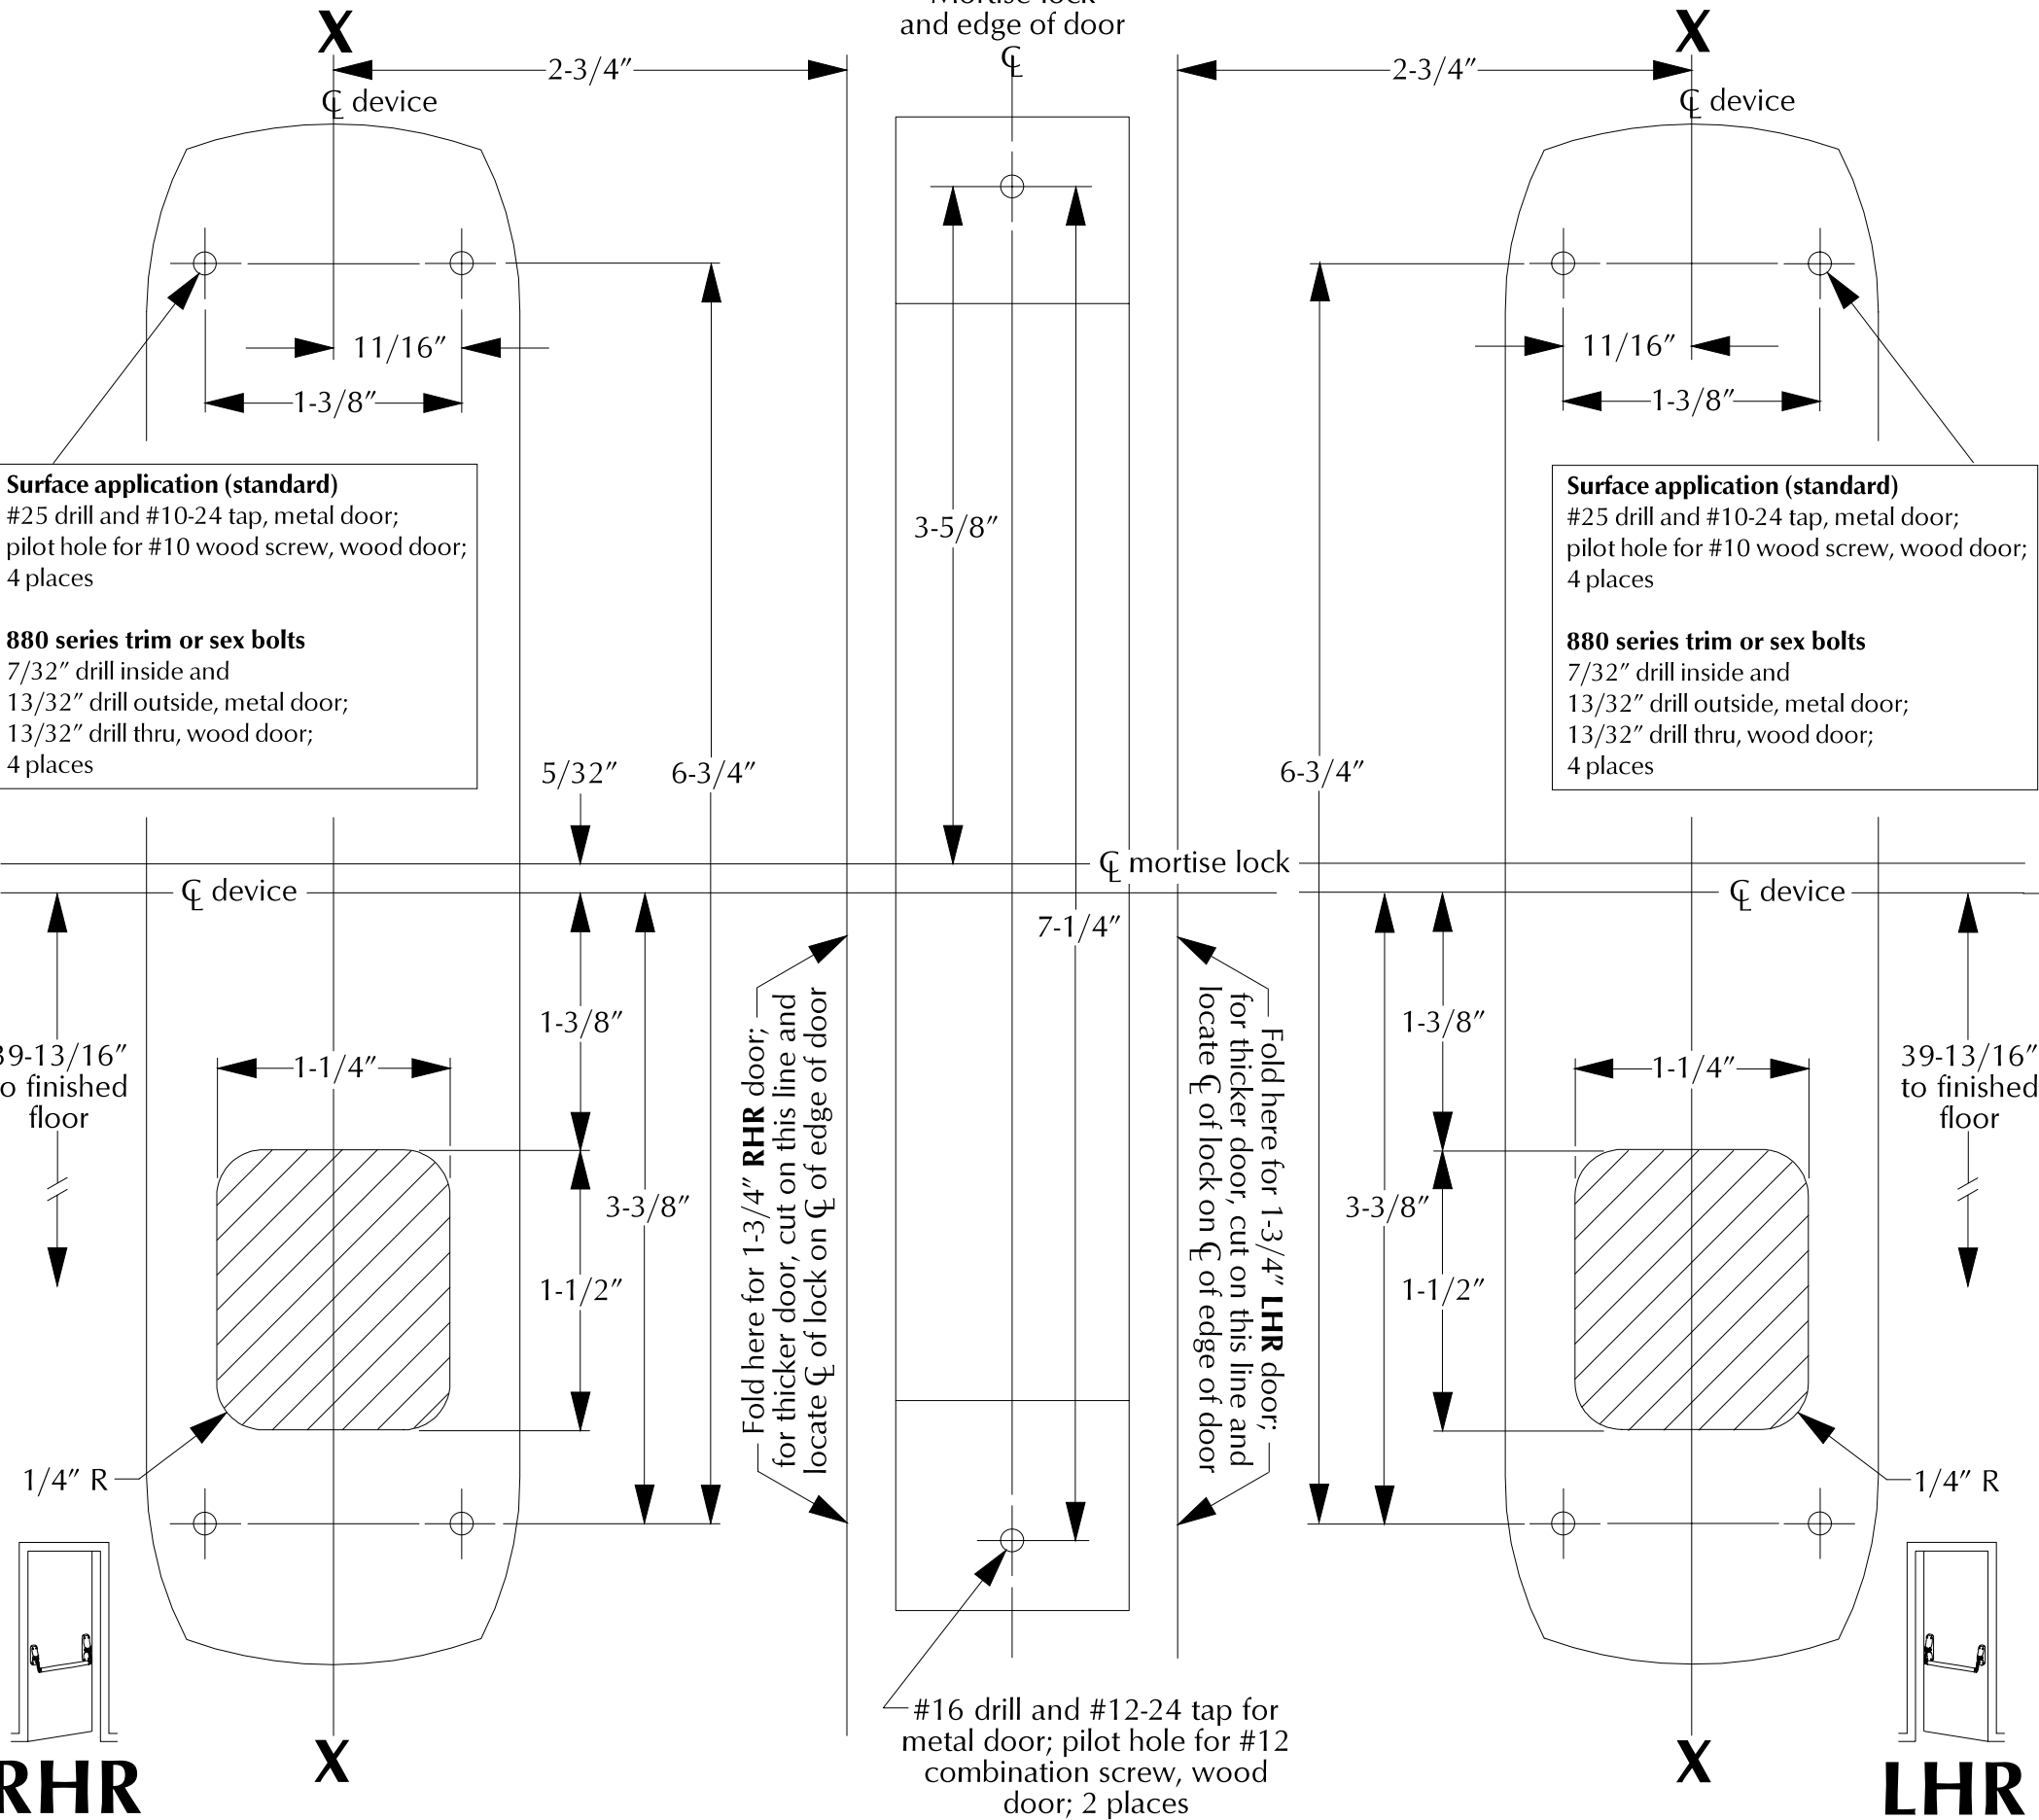 X
Mortise lock
and edge of door
℄
X
2-3/4″
2-3/4″
℄ device
℄ device
11/16″
1-3/8″
11/16″
1-3/8″
Surface application (standard)
#25 drill and #10-24 tap, metal door;
pilot hole for #10 wood screw, wood door;
4 places
880 series trim or sex bolts
7/32″ drill inside and
13/32″ drill outside, metal door;
13/32″ drill thru, wood door;
4 places
3-5/8″
Surface application (standard)
#25 drill and #10-24 tap, metal door;
pilot hole for #10 wood screw, wood door;
4 places
880 series trim or sex bolts
7/32″ drill inside and
13/32″ drill outside, metal door;
13/32″ drill thru, wood door;
4 places
5/32″
6-3/4″
6-3/4″
℄ mortise lock
℄ device
℄ device
7-1/4″
1-3/8″
1-3/8″
39-13/16″
to finished
floor
1-1/4″
Fold here for 1-3/4″ RHR door;
for thicker door, cut on this line and
locate ℄ of lock on ℄ of edge of door
Fold here for 1-3/4″ LHR door;
for thicker door, cut on this line and
locate ℄ of lock on ℄ of edge of door
1-1/4″
39-13/16″
to finished
floor
3-3/8″
3-3/8″
1-1/2″
1-1/2″
1/4″ R
1/4″ R
#16 drill and #12-24 tap for
metal door; pilot hole for #12
combination screw, wood
door; 2 places
RHR
X
X
LHR